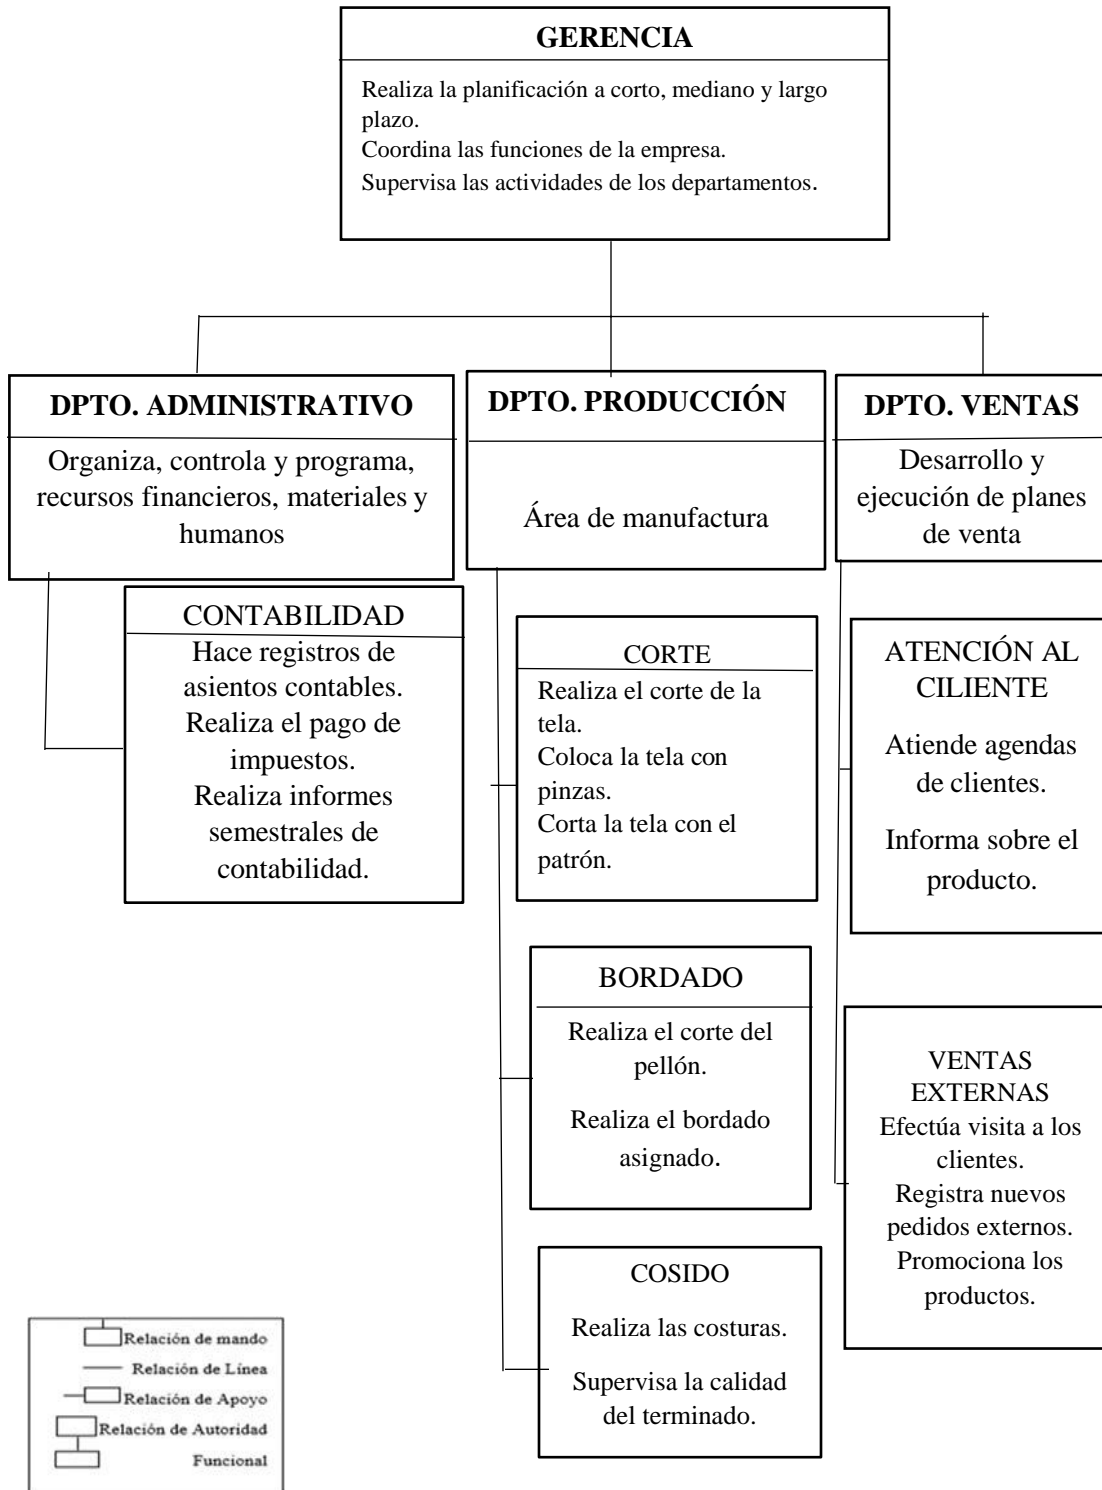 GERENCIA
Realiza la planificación a corto, mediano y largo
plazo.
Coordina las funciones de la empresa.
Supervisa las actividades de los departamentos.
DPTO. ADMINISTRATIVO
Organiza, controla y programa,
recursos financieros, materiales y
humanos
CONTABILIDAD
Hace registros de
asientos contables.
Realiza el pago de
impuestos.
Realiza informes
semestrales de
contabilidad.
DPTO. PRODUCCIÓN
Área de manufactura
CORTE
Realiza el corte de la
tela.
Coloca la tela con
pinzas.
Corta la tela con el
patrón.
BORDADO
Realiza el corte del
pellón.
Realiza el bordado
asignado.
COSIDO
Realiza las costuras.
Supervisa la calidad
del terminado.
DPTO. VENTAS
Desarrollo y
ejecución de planes
de venta
ATENCIÓN AL
CILIENTE
Atiende agendas
de clientes.
Informa sobre el
producto.
VENTAS
EXTERNAS
Efectúa visita a los
clientes.
Registra nuevos
pedidos externos.
Promociona los
productos.
Relación de mando
Relación de Línea
Relación de Apoyo
Relación de Autoridad
Funcional